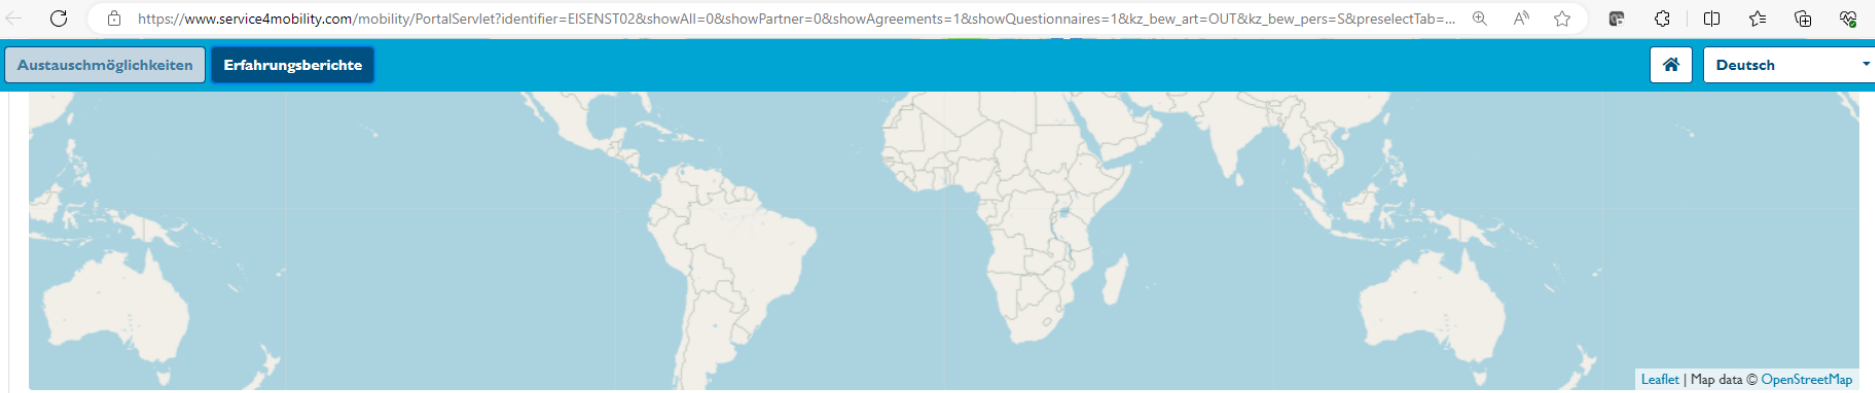 https://www.service4mobility.com/mobility/PortalServlet?identifier=EISENST02&showAll=0&showPartner=0&showAgreements=1&showQuestionnaires=1&kz_bew_art=OUT&kz_bew_pers=S&preselectTab=...
Austauschmöglichkeiten Erfahrungsberichte Deutsch
Leaflet | Map data © OpenStreetMap